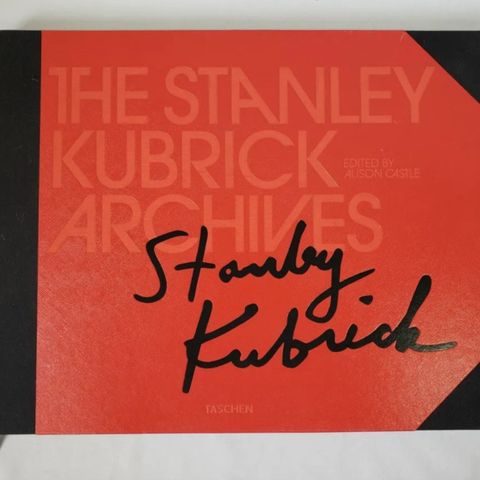 THE STANLEY
KUBRICK
EDITED BY
ALISON CASTLE
ARCHIVES
Stanley
Kubrick
TASCHEN